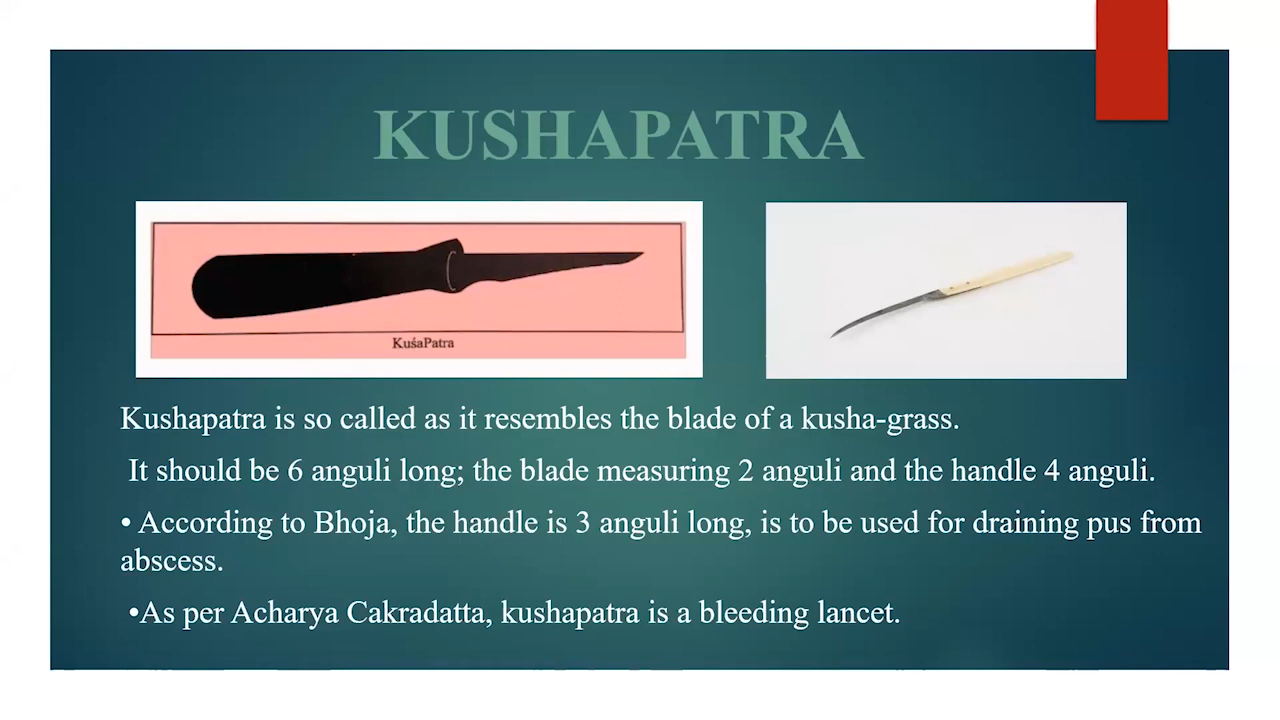 KUSHAPATRA
KuśaPatra
Kushapatra is so called as it resembles the blade of a kusha-grass.
It should be 6 anguli long; the blade measuring 2 anguli and the handle 4 anguli.
• According to Bhoja, the handle is 3 anguli long, is to be used for draining pus from
abscess.
•As per Acharya Cakradatta, kushapatra is a bleeding lancet.